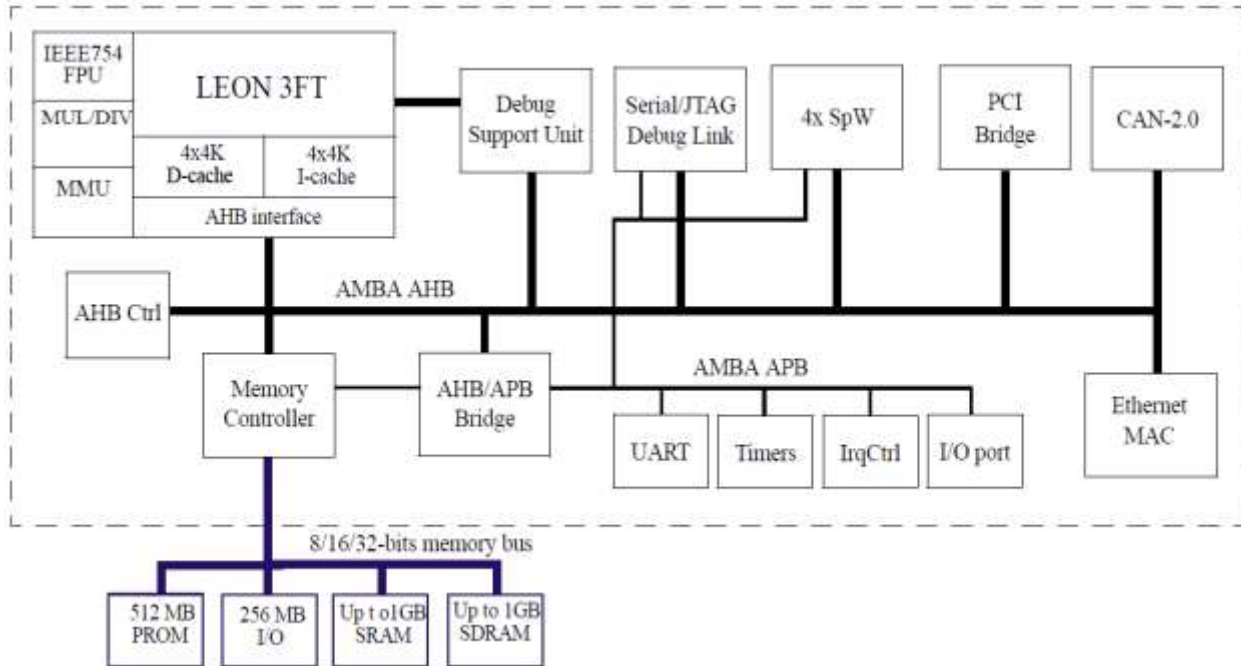 IEEE754
FPU
LEON 3FT
MUL/DIV
4x4K
D-cache
4x4K
I-cache
MMU
AHB interface
Debug
Support Unit
Serial/JTAG
Debug Link
4x SpW
PCI
Bridge
CAN-2.0
AMBA AHB
AHB Ctrl
Memory
Controller
AHB/APB
Bridge
AMBA APB
UART
Timers
IrqCtrl
I/O port
Ethernet
MAC
8/16/32-bits memory bus
512 MB
PROM
256 MB
I/O
Up t o1GB
SRAM
Up to 1GB
SDRAM